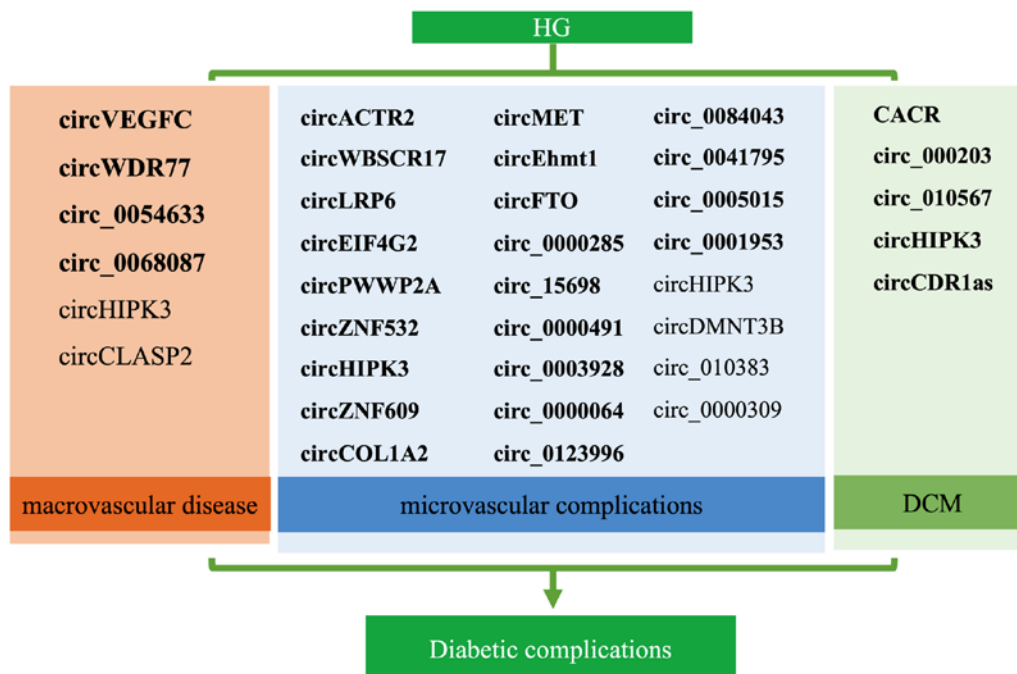 HG
circVEGFC
circWDR77
circ_0054633
circ_0068087
circHIPK3
circCLASP2
macrovascular disease
circACTR2
circWBSCR17
circLRP6
circEIF4G2
circPWWP2A
circZNF532
circHIPK3
circZNF609
circCOL1A2
circMET
circEhmt1
circFTO
circ_0000285
circ_15698
circ_0000491
circ_0003928
circ_0000064
circ_0123996
circ_0084043
circ_0041795
circ_0005015
circ_0001953
circHIPK3
circDMNT3B
circ_010383
circ_0000309
microvascular complications
CACR
circ_000203
circ_010567
circHIPK3
circCDR1as
DCM
Diabetic complications